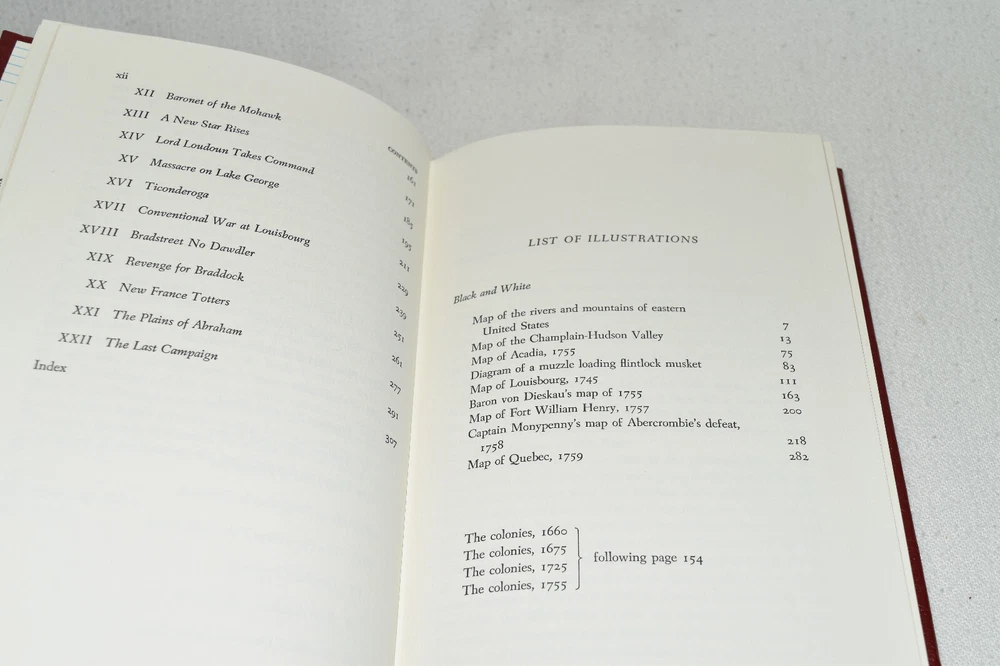 xii
CONTENTS
XII Baronet of the Mohawk 161
XIII A New Star Rises 171
XIV Lord Loudoun Takes Command 185
XV Massacre on Lake George 195
XVI Ticonderoga 211
XVII Conventional War at Louisbourg 229
XVIII Bradstreet No Dawdler 239
XIX Revenge for Braddock 251
XX New France Totters 261
XXI The Plains of Abraham 277
XXII The Last Campaign 291
Index 307
LIST OF ILLUSTRATIONS
Black and White
Map of the rivers and mountains of eastern
United States 7
Map of the Champlain-Hudson Valley 13
Map of Acadia, 1755 75
Diagram of a muzzle loading flintlock musket 83
Map of Louisbourg, 1745 111
Baron von Dieskau's map of 1755 163
Map of Fort William Henry, 1757 200
Captain Monypenny's map of Abercrombie's defeat,
1758 218
Map of Quebec, 1759 282
The colonies, 1660
The colonies, 1675
The colonies, 1725
The colonies, 1755
following page 154